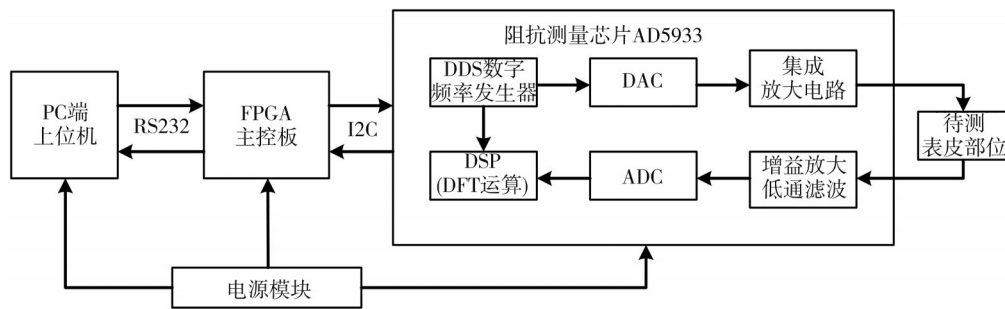 阻抗测量芯片AD5933
PC端
上位机
RS232
FPGA
主控板
I2C
DDS数字
频率发生器
DAC
集成
放大电路
待测
表皮部位
DSP
(DFT运算)
ADC
增益放大
低通滤波
电源模块